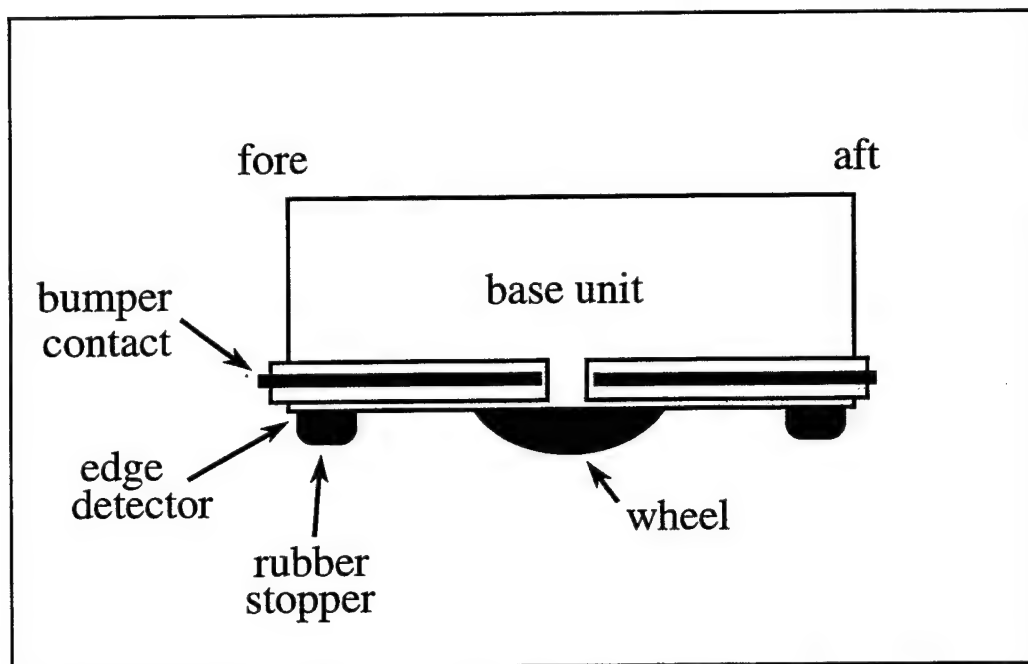 fore
aft
base unit
bumper
contact
edge
detector
wheel
rubber
stopper